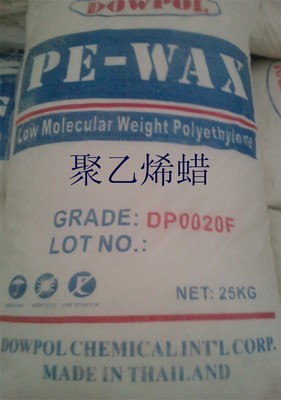 DOWPOL
PE-WAX
Low Molecular Weight Polyethylene
聚乙烯蜡
GRADE: DP0020F
LOT NO.:
NET: 25KG
DOWPOL CHEMICAL INT'L CORP.
MADE IN THAILAND